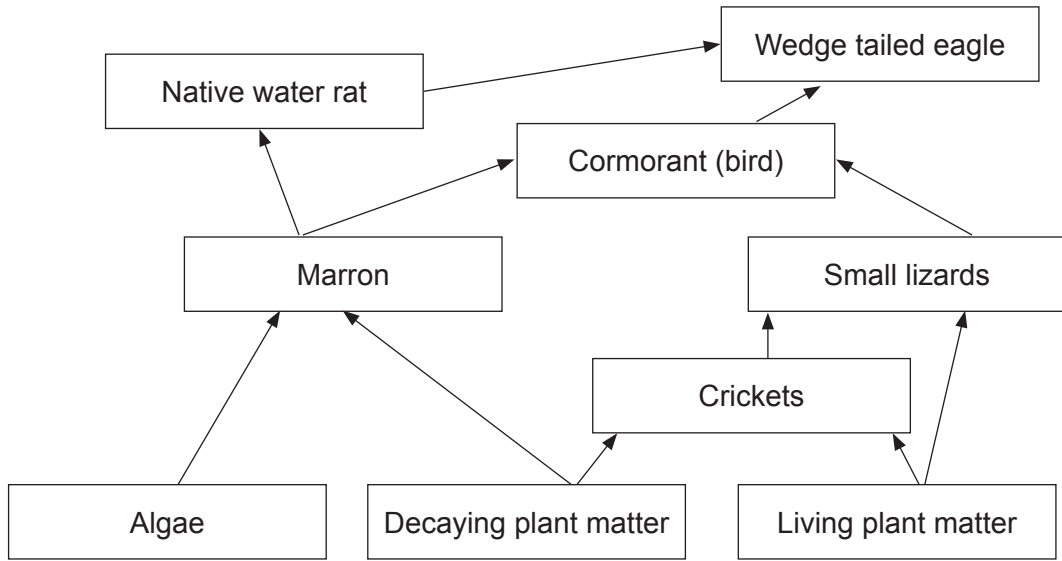 Wedge tailed eagle
Native water rat
Cormorant (bird)
Marron
Small lizards
Crickets
Algae
Decaying plant matter
Living plant matter